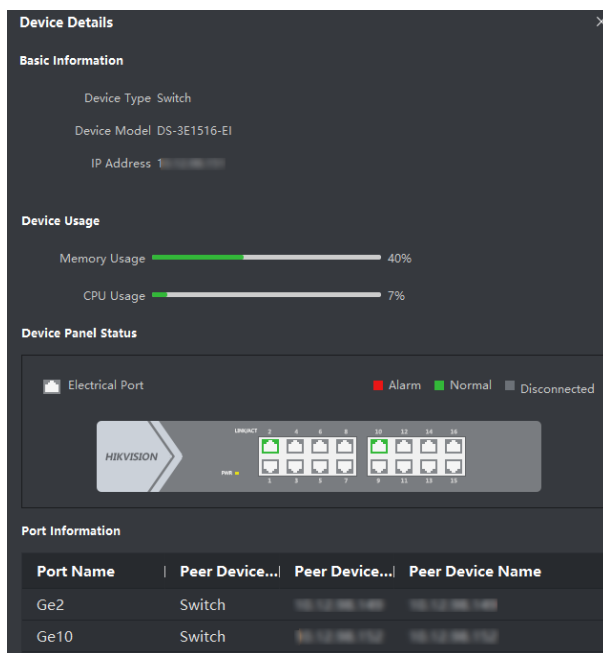 Device Details ×
Basic Information
Device Type Switch
Device Model DS-3E1516-EI
IP Address 1
Device Usage
Memory Usage 40%
CPU Usage 7%
Device Panel Status
Electrical Port Alarm Normal Disconnected
LINK/ACT 2 4 6 8 10 12 14 16
HIKVISION
PWR
1 3 5 7 9 11 13 15
Port Information
Port Name Peer Device... Peer Device... Peer Device Name
Ge2 Switch
Ge10 Switch